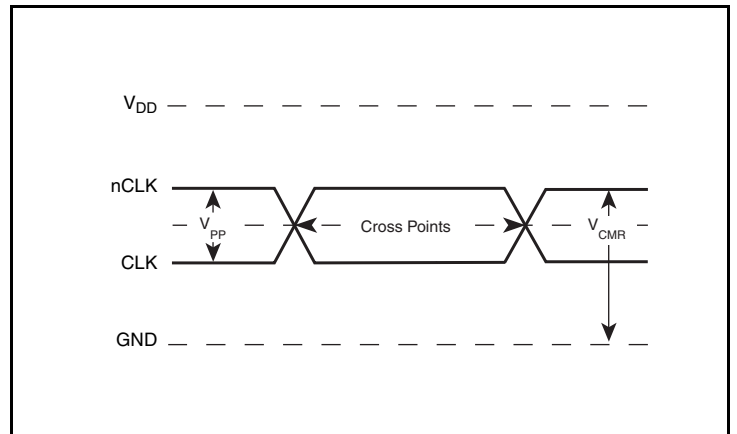 VDD
nCLK
VPP
Cross Points
VCMR
CLK
GND